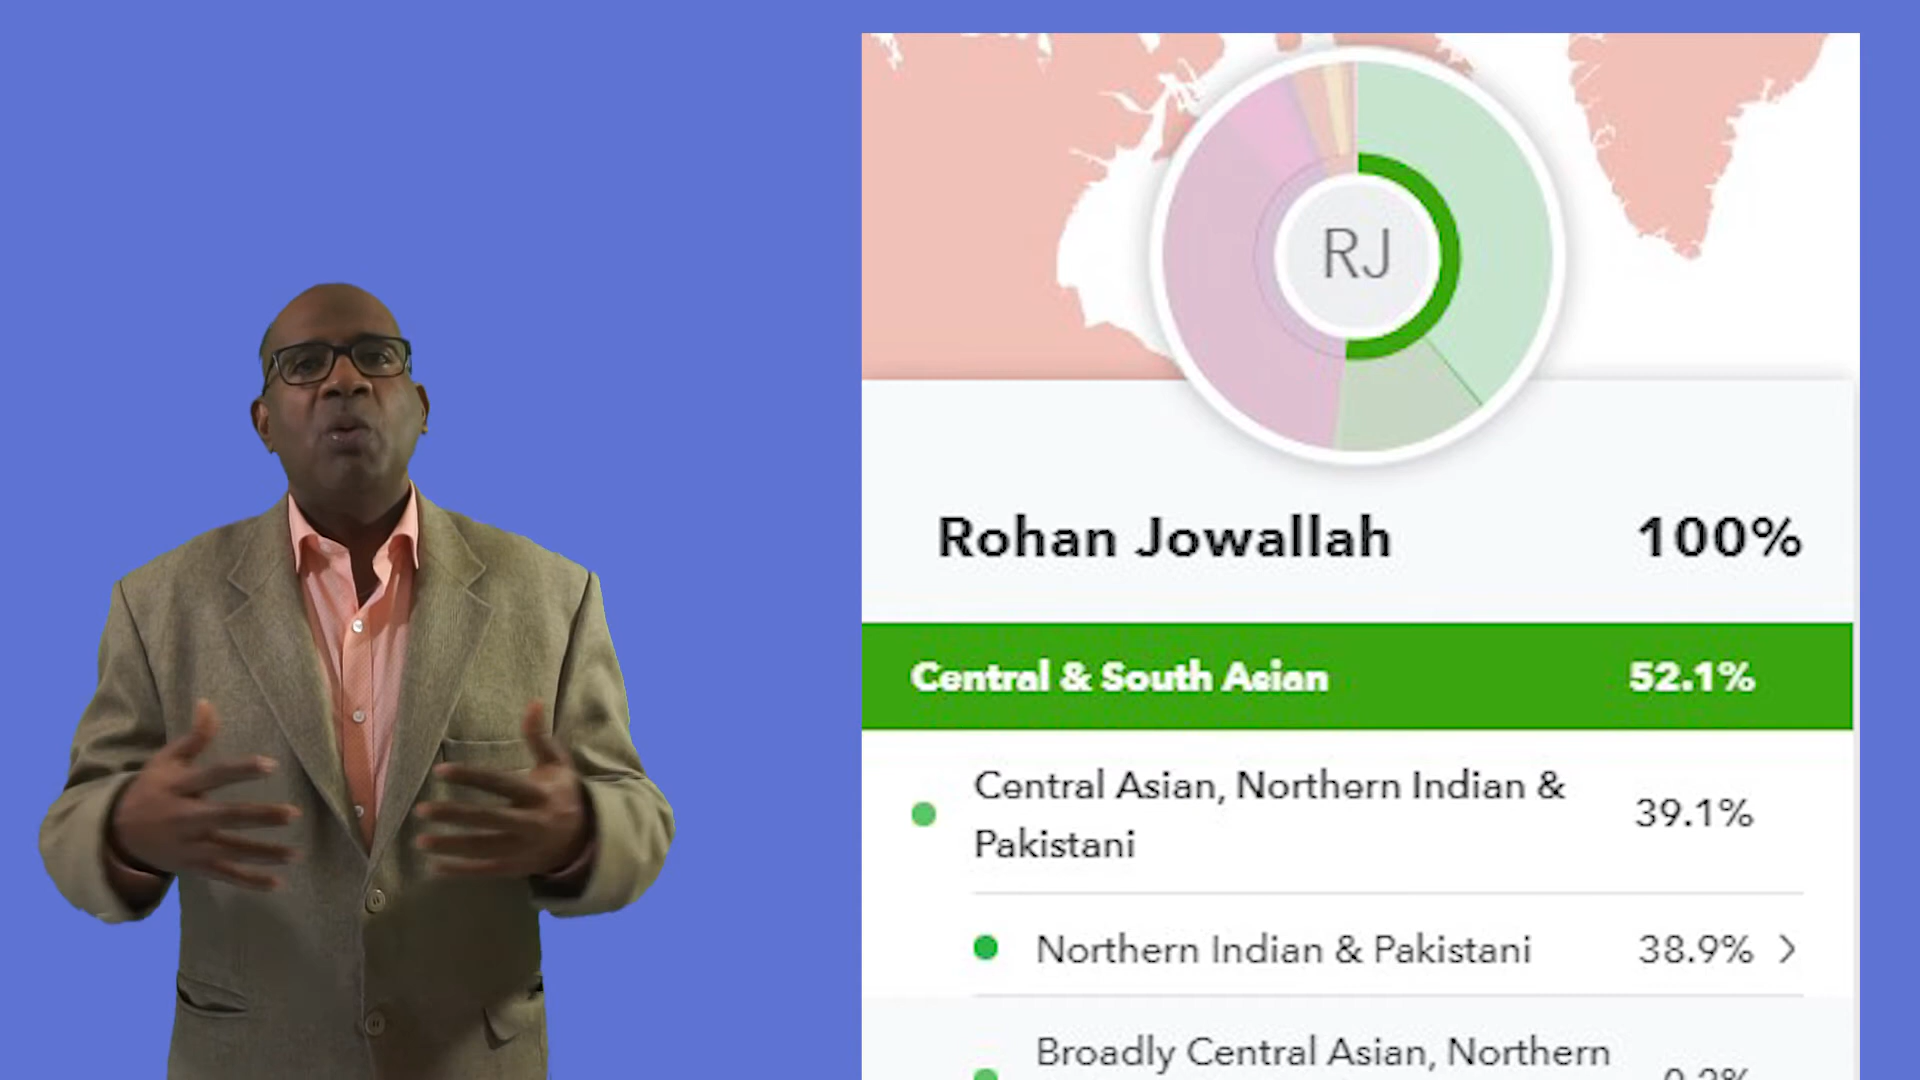 RJ
Rohan Jowallah 100%
Central & South Asian 52.1%
Central Asian, Northern Indian &
Pakistani 39.1%
Northern Indian & Pakistani 38.9%
Broadly Central Asian, Northern